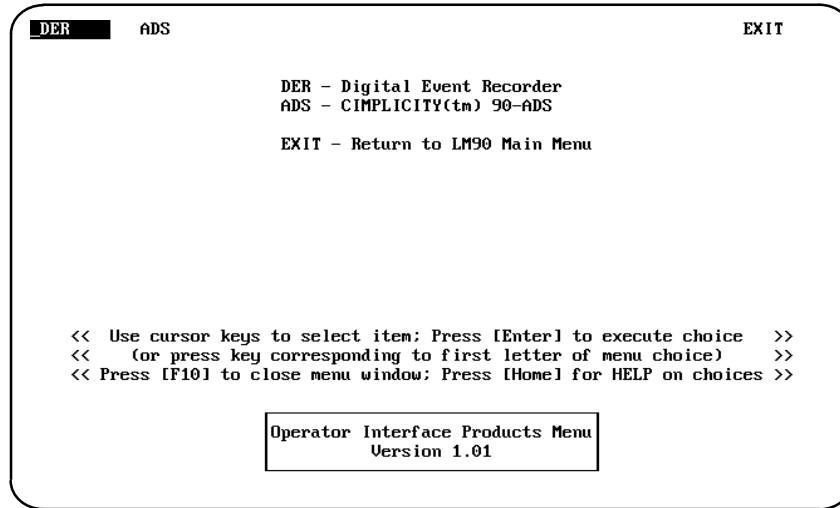 _DER ADS EXIT
DER - Digital Event Recorder
ADS - CIMPLICITY(tm) 90-ADS
EXIT - Return to LM90 Main Menu
<< Use cursor keys to select item; Press [Enter] to execute choice >>
<< (or press key corresponding to first letter of menu choice) >>
<< Press [F10] to close menu window; Press [Home] for HELP on choices >>
Operator Interface Products Menu
Version 1.01